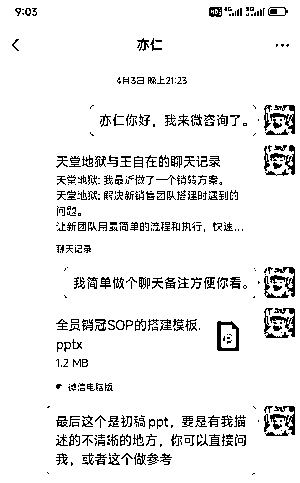 9:03
亦仁
4月3日 晚上21:23
亦仁你好，我来微咨询了。
天堂地狱与王自在的聊天记录
天堂地狱: 我最近做了一个销转方案。
天堂地狱: 解决新销售团队搭建时遇到的
问题。
让新团队用最简单的流程和执行，快速...
聊天记录
我简单做个聊天备注方便你看。
全员销冠SOP的搭建模板.
pptx
1.2 MB
微信电脑版
最后这个是初稿ppt，要是有我描
述的不清晰的地方，你可以直接问
我，或者这个做参考